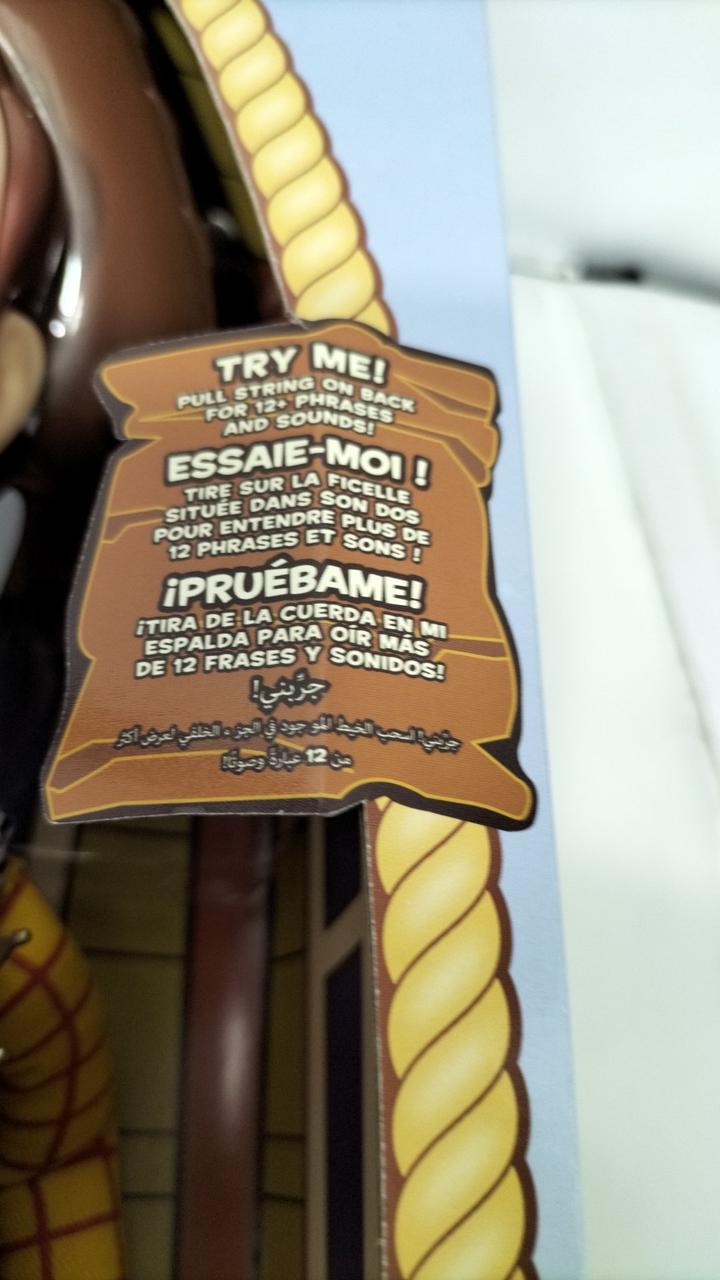 TRY ME!
PULL STRING ON BACK
FOR 12+ PHRASES
AND SOUNDS!
ESSAIE-MOI !
TIRE SUR LA FICELLE
SITUÉE DANS SON DOS
POUR ENTENDRE PLUS DE
12 PHRASES ET SONS !
¡PRUÉBAME!
¡TIRA DE LA CUERDA EN MI
ESPALDA PARA OIR MÁS
DE 12 FRASES Y SONIDOS!
جرّبني!
جرّبني! اسحب الخيط الموجود في الجزء الخلفي لعرض أكثر
من 12 عبارةً وصوتًا!